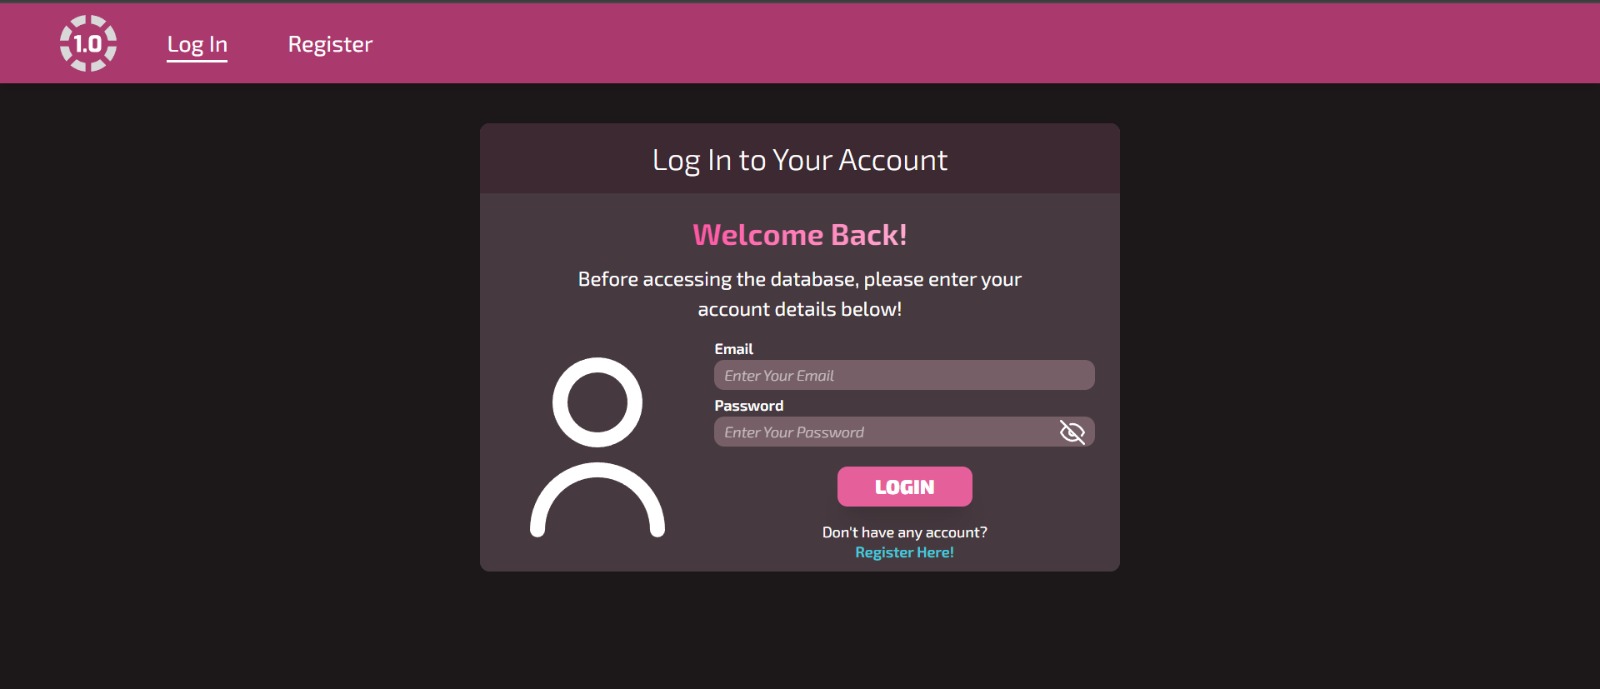 1.0
Log In
Register
Log In to Your Account
Welcome Back!
Before accessing the database, please enter your
account details below!
Email
Enter Your Email
Password
Enter Your Password
LOGIN
Don't have any account?
Register Here!